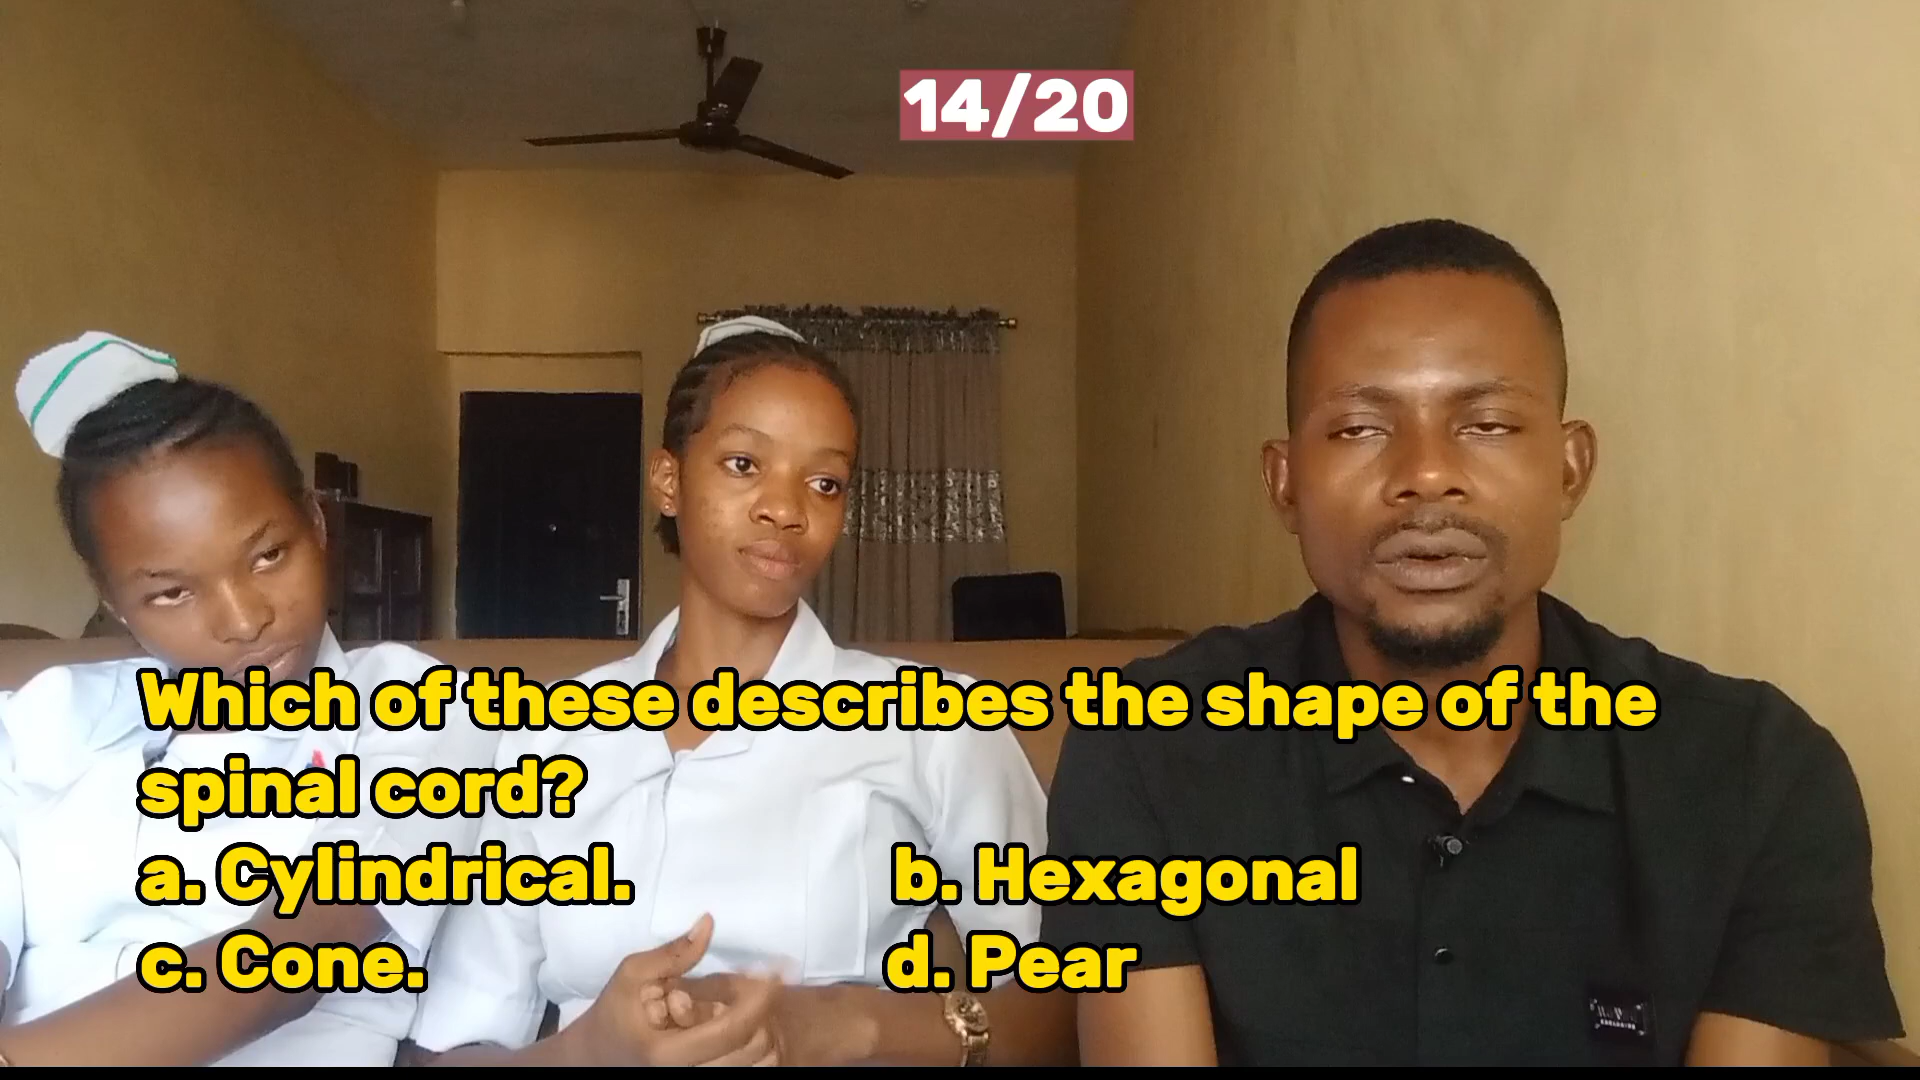 14/20
Which of these describes the shape of the
spinal cord?
a. Cylindrical. b. Hexagonal
c. Cone. d. Pear